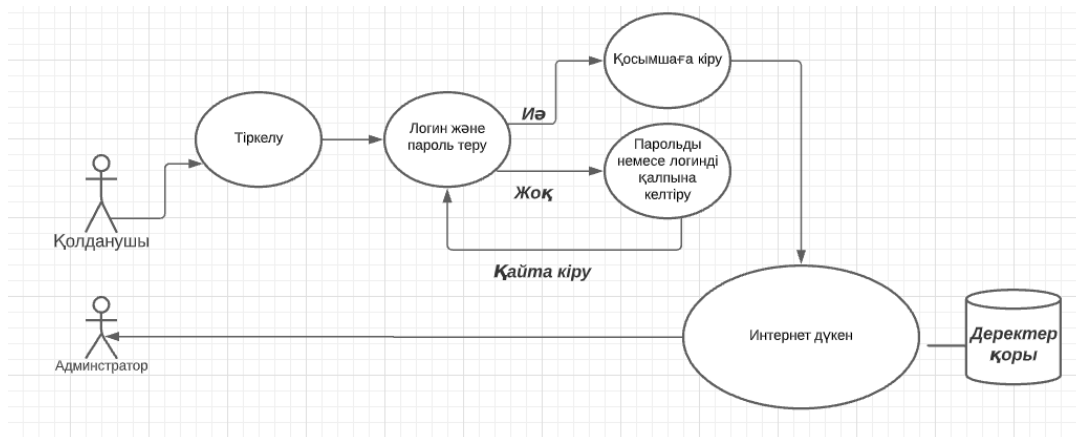 Қосымшаға кіру
Иә
Тіркелу
Логин және
пароль теру
Парольды
немесе логинді
қалпына
келтіру
Жоқ
Қолданушы
Қайта кіру
Интернет дүкен
Деректер
қоры
Админстратор